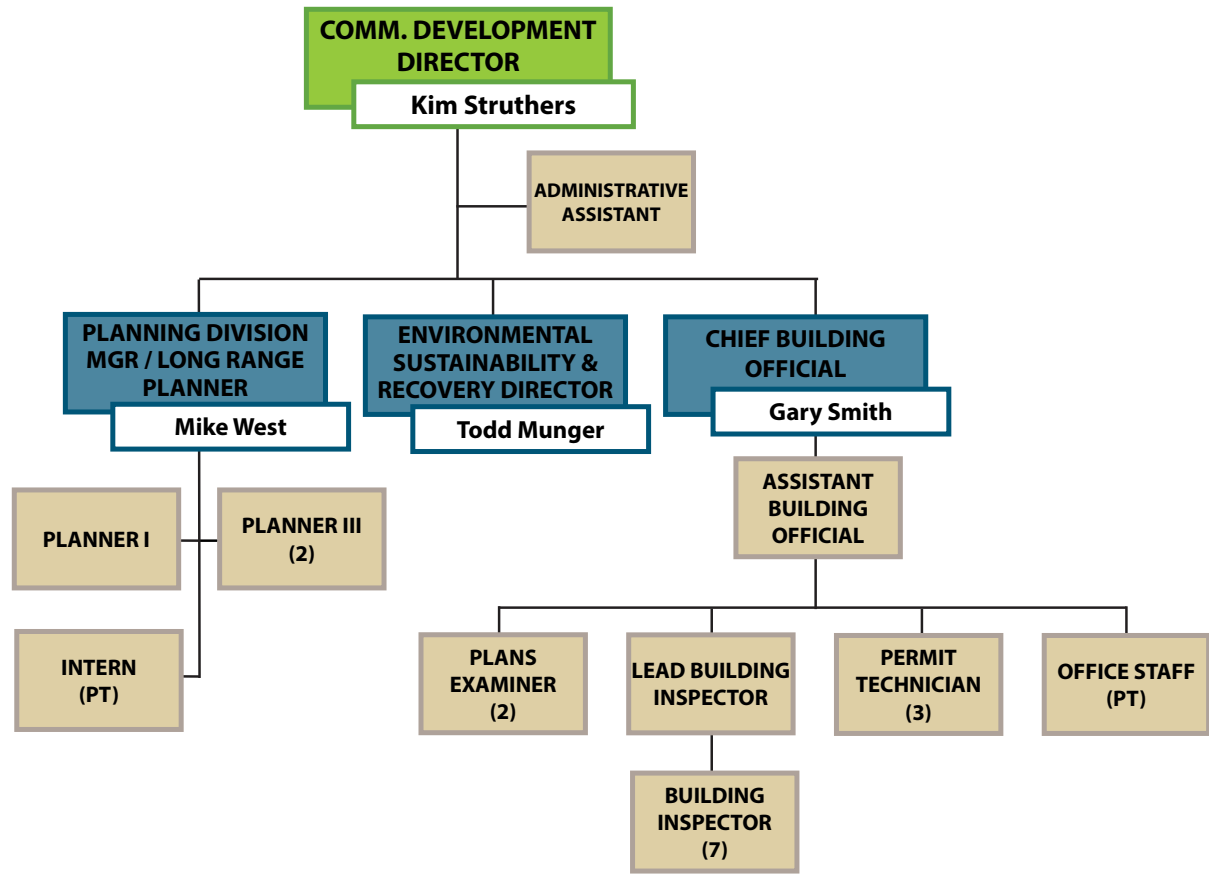 COMM. DEVELOPMENT
DIRECTOR
Kim Struthers
ADMINISTRATIVE
ASSISTANT
PLANNING DIVISION
MGR / LONG RANGE
PLANNER
Mike West
ENVIRONMENTAL
SUSTAINABILITY &
RECOVERY DIRECTOR
Todd Munger
CHIEF BUILDING
OFFICIAL
Gary Smith
PLANNER I
PLANNER III
(2)
INTERN
(PT)
ASSISTANT
BUILDING
OFFICIAL
PLANS
EXAMINER
(2)
LEAD BUILDING
INSPECTOR
PERMIT
TECHNICIAN
(3)
OFFICE STAFF
(PT)
BUILDING
INSPECTOR
(7)